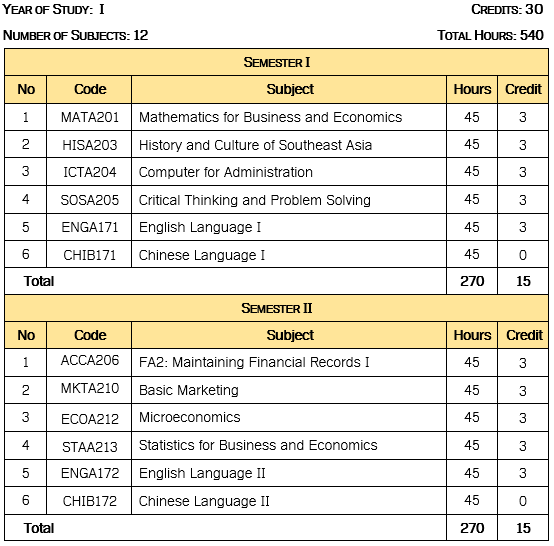 YEAR OF STUDY: I CREDITS: 30
NUMBER OF SUBJECTS: 12 TOTAL HOURS: 540
SEMESTER I
No Code Subject Hours Credit
1 MATA201 Mathematics for Business and Economics 45 3
2 HISA203 History and Culture of Southeast Asia 45 3
3 ICTA204 Computer for Administration 45 3
4 SOSA205 Critical Thinking and Problem Solving 45 3
5 ENGA171 English Language I 45 3
6 CHIB171 Chinese Language I 45 0
Total 270 15
SEMESTER II
No Code Subject Hours Credit
1 ACCA206 FA2: Maintaining Financial Records I 45 3
2 MKTA210 Basic Marketing 45 3
3 ECOA212 Microeconomics 45 3
4 STAA213 Statistics for Business and Economics 45 3
5 ENGA172 English Language II 45 3
6 CHIB172 Chinese Language II 45 0
Total 270 15